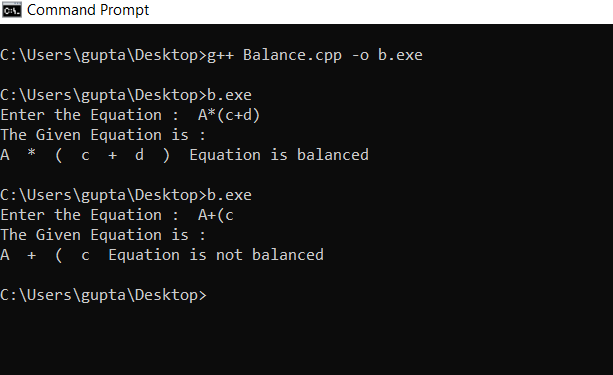 Command Prompt
C:\Users\gupta\Desktop>g++ Balance.cpp -o b.exe
C:\Users\gupta\Desktop>b.exe
Enter the Equation :  A*(c+d)
The Given Equation is :
A  *  (  c  +  d  )  Equation is balanced
C:\Users\gupta\Desktop>b.exe
Enter the Equation :  A+(c
The Given Equation is :
A  +  (  c  Equation is not balanced
C:\Users\gupta\Desktop>